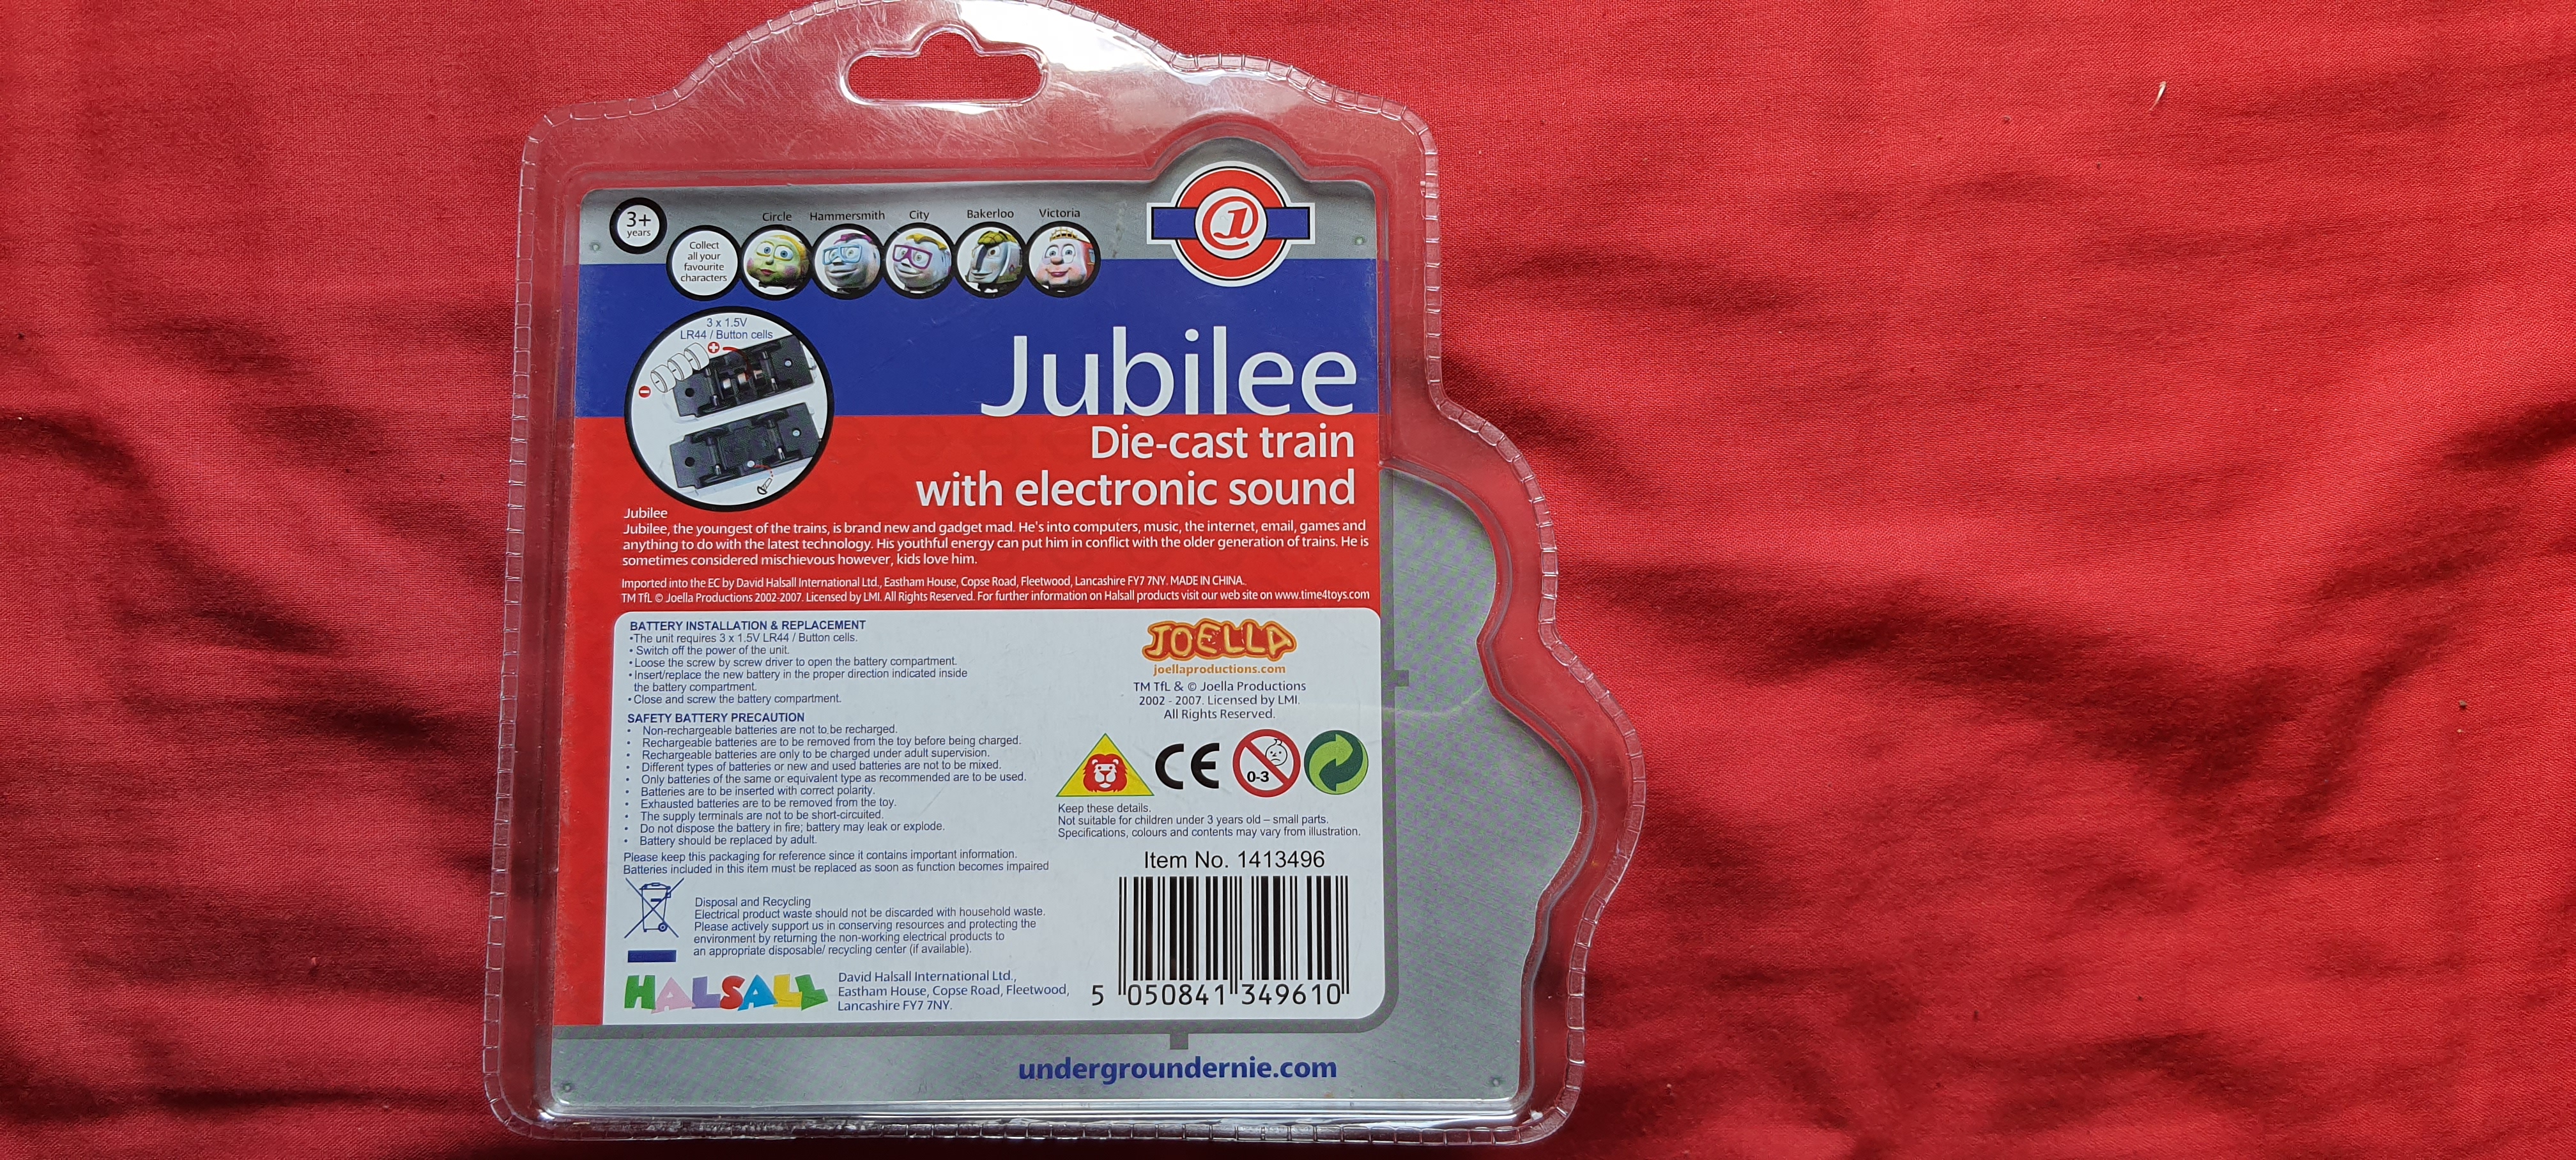 3+
years
Collect
all your
favourite
characters
Circle Hammersmith City Bakerloo Victoria
3 x 1.5V
LR44 / Button cells
Jubilee
Die-cast train
with electronic sound
Jubilee
Jubilee, the youngest of the trains, is brand new and gadget mad. He's into computers, music, the internet, email, games and
anything to do with the latest technology. His youthful energy can put him in conflict with the older generation of trains. He is
sometimes considered mischievous however, kids love him.
Imported into the EC by David Halsall International Ltd., Eastham House, Copse Road, Fleetwood, Lancashire FY7 7NY. MADE IN CHINA.
TM TfL © Joella Productions 2002-2007. Licensed by LMI. All Rights Reserved. For further information on Halsall products visit our web site on www.time4toys.com
BATTERY INSTALLATION & REPLACEMENT
•The unit requires 3 x 1.5V LR44 / Button cells.
• Switch off the power of the unit.
• Loose the screw by screw driver to open the battery compartment.
• Insert/replace the new battery in the proper direction indicated inside
the battery compartment.
• Close and screw the battery compartment.
SAFETY BATTERY PRECAUTION
• Non-rechargeable batteries are not to be recharged.
• Rechargeable batteries are to be removed from the toy before being charged.
• Rechargeable batteries are only to be charged under adult supervision.
• Different types of batteries or new and used batteries are not to be mixed.
• Only batteries of the same or equivalent type as recommended are to be used.
• Batteries are to be inserted with correct polarity.
• Exhausted batteries are to be removed from the toy.
• The supply terminals are not to be short-circuited.
• Do not dispose the battery in fire; battery may leak or explode.
• Battery should be replaced by adult.
Please keep this packaging for reference since it contains important information.
Batteries included in this item must be replaced as soon as function becomes impaired
Disposal and Recycling
Electrical product waste should not be discarded with household waste.
Please actively support us in conserving resources and protecting the
environment by returning the non-working electrical products to
an appropriate disposable/ recycling center (if available).
HALSALL
David Halsall International Ltd.,
Eastham House, Copse Road, Fleetwood,
Lancashire FY7 7NY.
JOELLA
joellaproductions.com
TM TfL & © Joella Productions
2002 - 2007. Licensed by LMI.
All Rights Reserved.
CE
0-3
Keep these details.
Not suitable for children under 3 years old – small parts.
Specifications, colours and contents may vary from illustration.
Item No. 1413496
5 050841 349610
undergroundernie.com